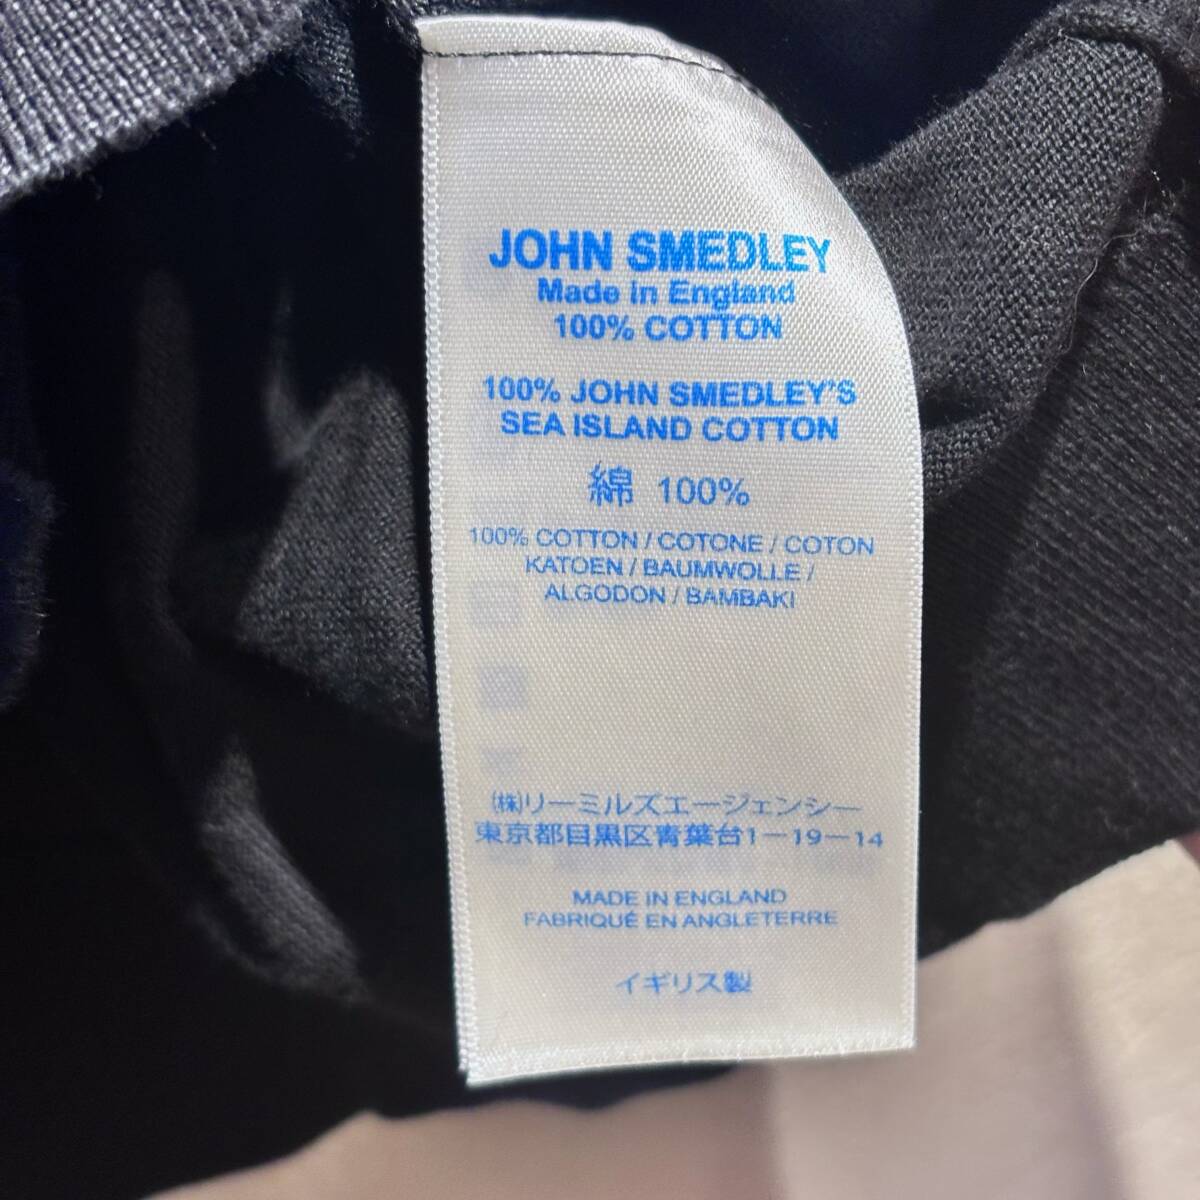 JOHN SMEDLEY
Made in England
100% COTTON
100% JOHN SMEDLEY'S
SEA ISLAND COTTON
綿 100%
100% COTTON / COTONE / COTON
KATOEN / BAUMWOLLE /
ALGODON / BAMBAKI
㈱リーミルズエージェンシー
東京都目黒区青葉台1-19-14
MADE IN ENGLAND
FABRIQUÉ EN ANGLETERRE
イギリス製